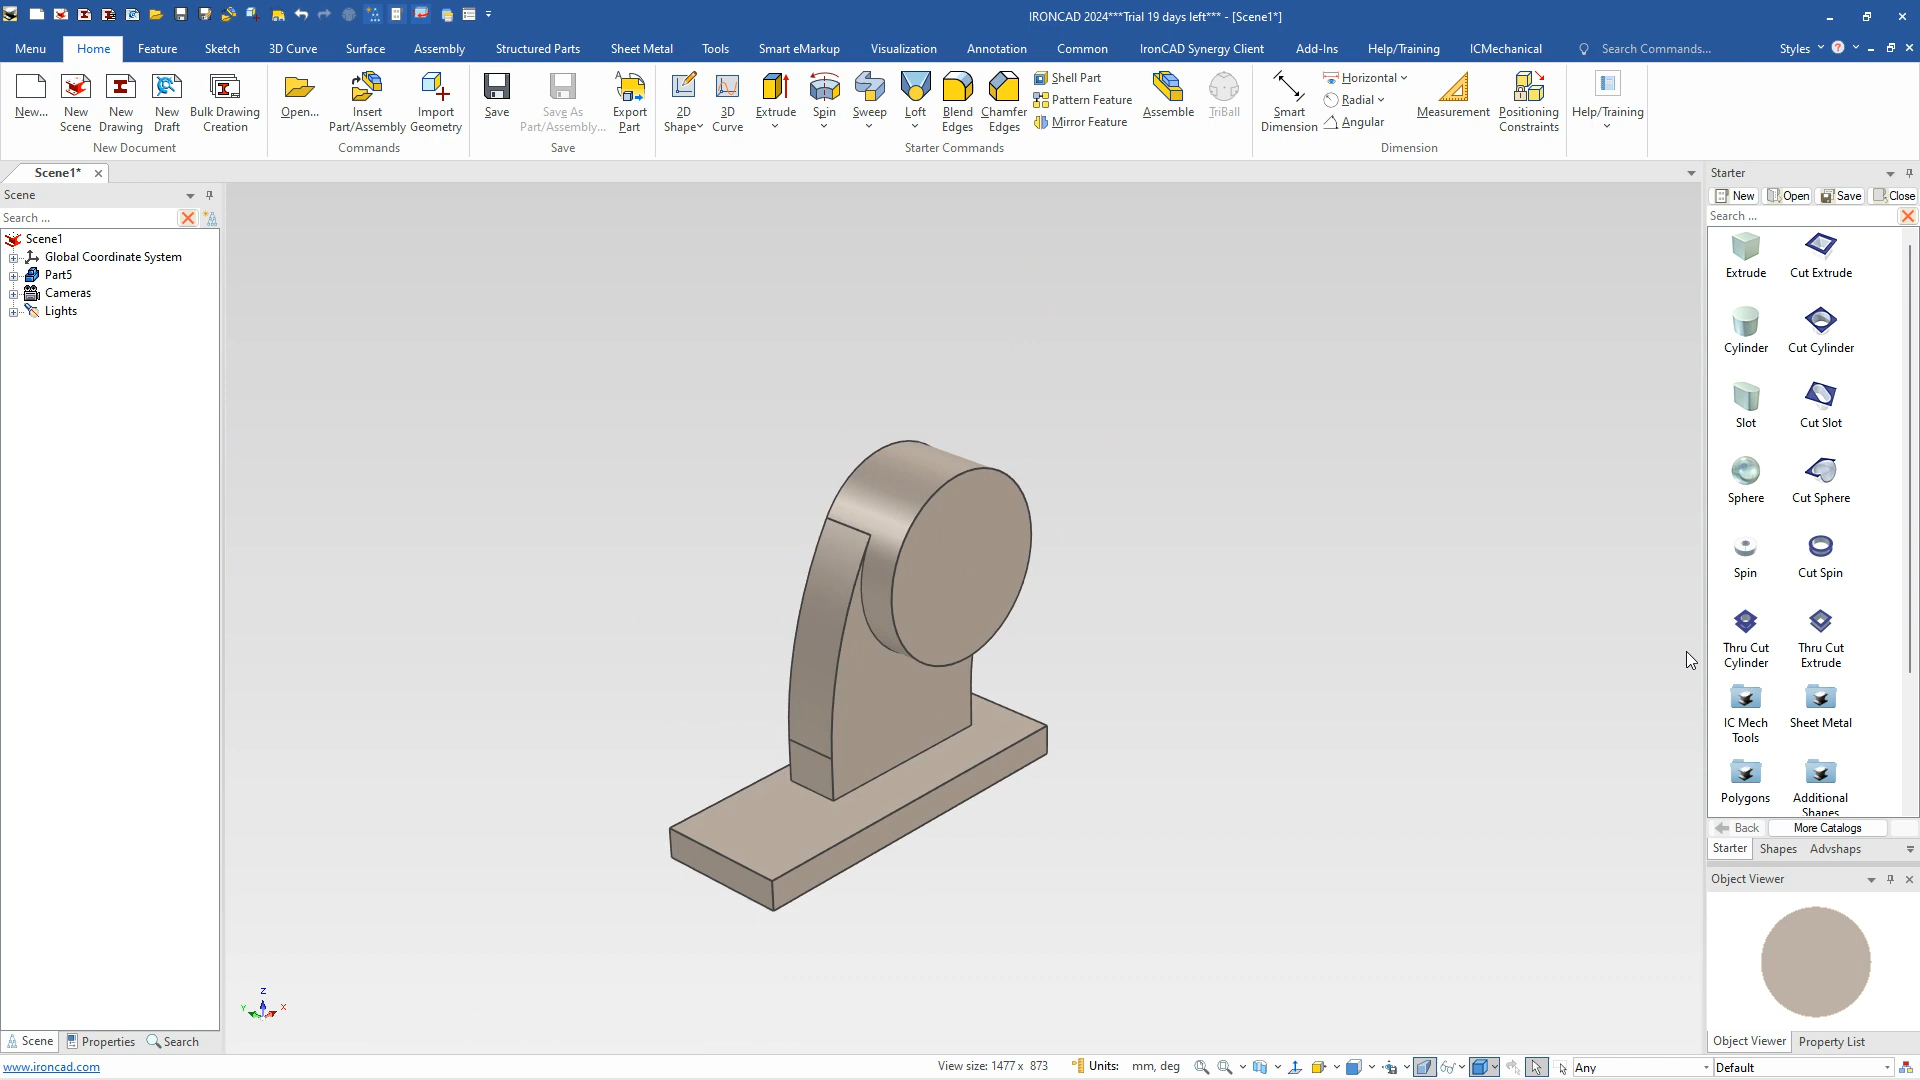 IRONCAD 2024***Trial 19 days left*** - [Scene1*]
Menu Home Feature Sketch 3D Curve Surface Assembly Structured Parts Sheet Metal Tools Smart eMarkup Visualization Annotation Common IronCAD Synergy Client Add-Ins Help/Training ICMechanical Search Commands... Styles
New... New Scene New Drawing New Draft Bulk Drawing Creation
New Document
Open... Insert Part/Assembly Import Geometry
Commands
Save Save As Part/Assembly... Export Part
Save
2D Shape 3D Curve Extrude Spin Sweep Loft Blend Edges Chamfer Edges
Shell Part
Pattern Feature
Mirror Feature
Assemble TriBall
Starter Commands
Smart Dimension
Horizontal
Radial
Angular
Measurement Positioning Constraints
Dimension
Help/Training
Scene1*
Scene
Search ...
Scene1
Global Coordinate System
Part5
Cameras
Lights
Z
Y X
Scene Properties Search
Starter
New Open Save Close
Search ...
Extrude Cut Extrude
Cylinder Cut Cylinder
Slot Cut Slot
Sphere Cut Sphere
Spin Cut Spin
Thru Cut Cylinder Thru Cut Extrude
IC Mech Tools Sheet Metal
Polygons Additional Shapes
Back More Catalogs
Starter Shapes Advshaps
Object Viewer
Object Viewer Property List
www.ironcad.com
View size: 1477 x 873 Units: mm, deg Any Default